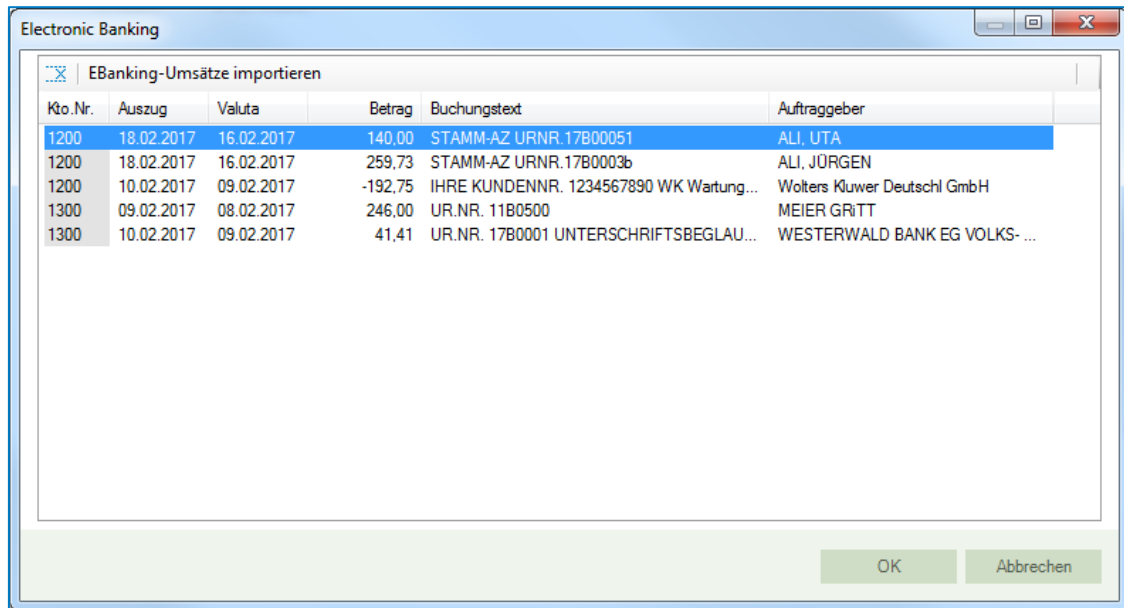 Electronic Banking
EBanking-Umsätze importieren
Kto.Nr. Auszug Valuta Betrag Buchungstext Auftraggeber
1200 18.02.2017 16.02.2017 140,00 STAMM-AZ URNR.17B00051 ALI, UTA
1200 18.02.2017 16.02.2017 259,73 STAMM-AZ URNR.17B0003b ALI, JÜRGEN
1200 10.02.2017 09.02.2017 -192,75 IHRE KUNDENNR. 1234567890 WK Wartung... Wolters Kluwer Deutschl GmbH
1300 09.02.2017 08.02.2017 246,00 UR.NR. 11B0500 MEIER GRiTT
1300 10.02.2017 09.02.2017 41,41 UR.NR. 17B0001 UNTERSCHRIFTSBEGLAU... WESTERWALD BANK EG VOLKS- ...
OK Abbrechen